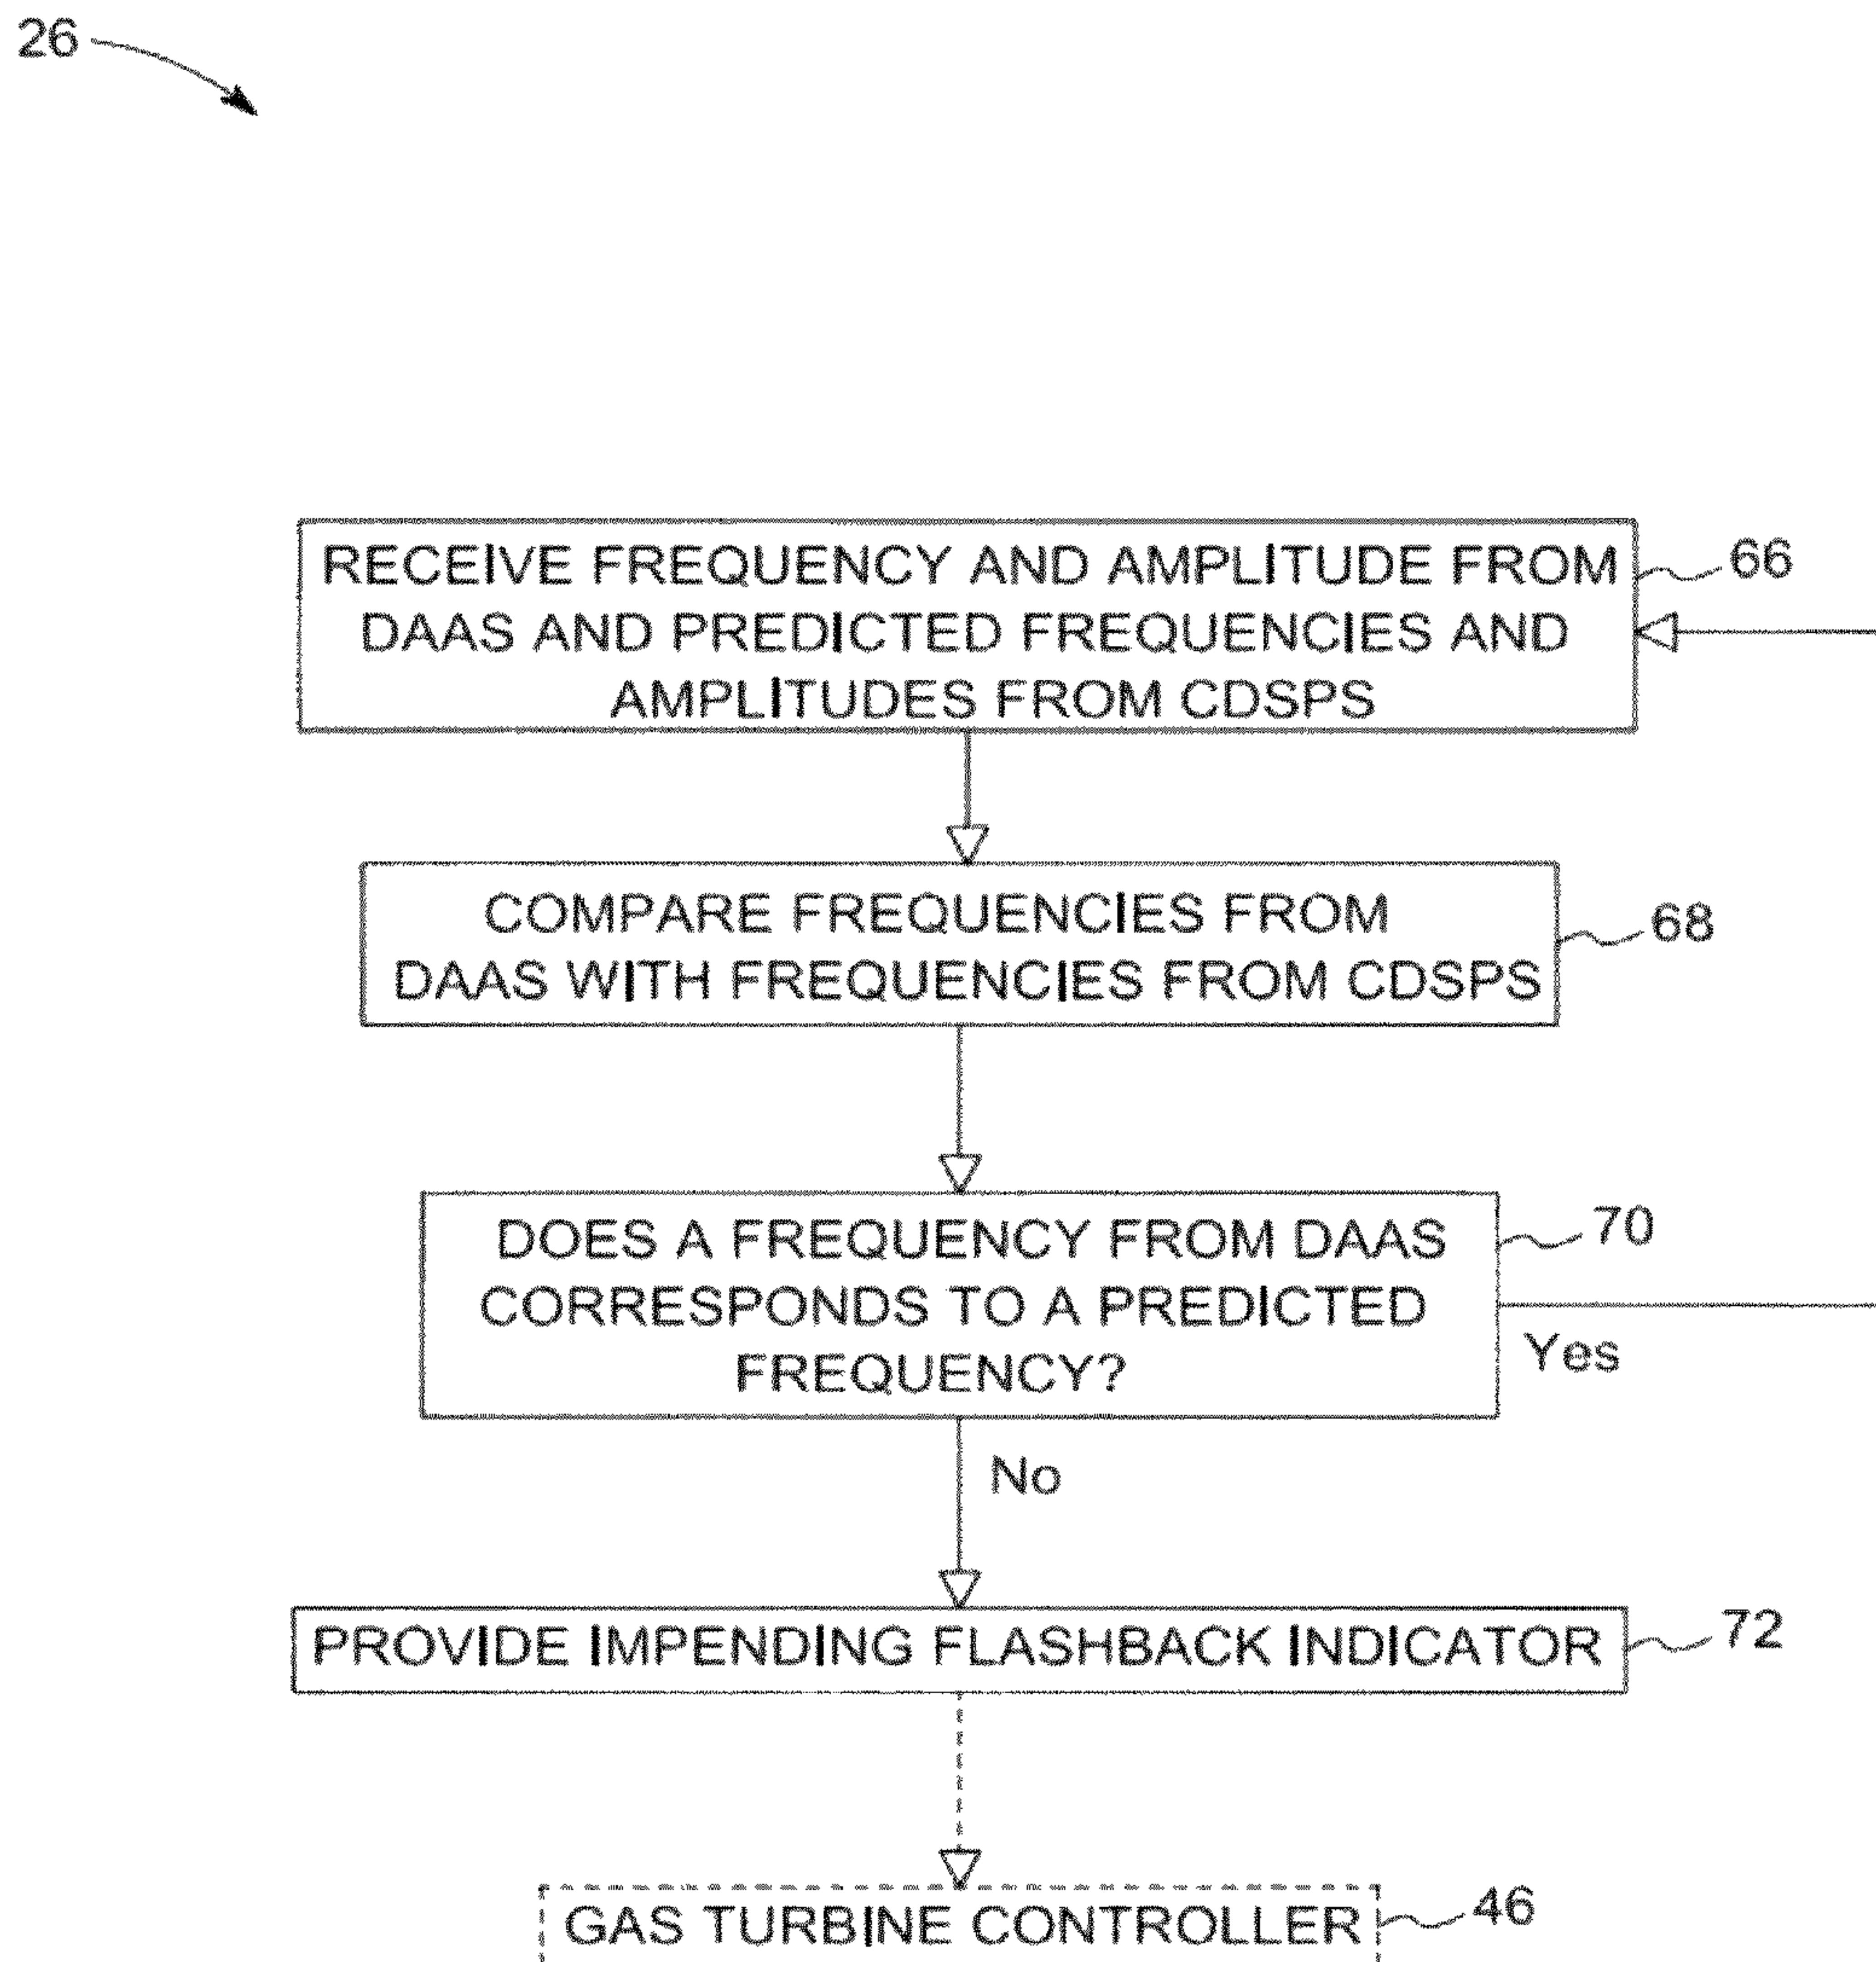 26
RECEIVE FREQUENCY AND AMPLITUDE FROM
DAAS AND PREDICTED FREQUENCIES AND
AMPLITUDES FROM CDSPS
66
COMPARE FREQUENCIES FROM
DAAS WITH FREQUENCIES FROM CDSPS
68
DOES A FREQUENCY FROM DAAS
CORRESPONDS TO A PREDICTED
FREQUENCY?
70
Yes
No
PROVIDE IMPENDING FLASHBACK INDICATOR
72
GAS TURBINE CONTROLLER
46